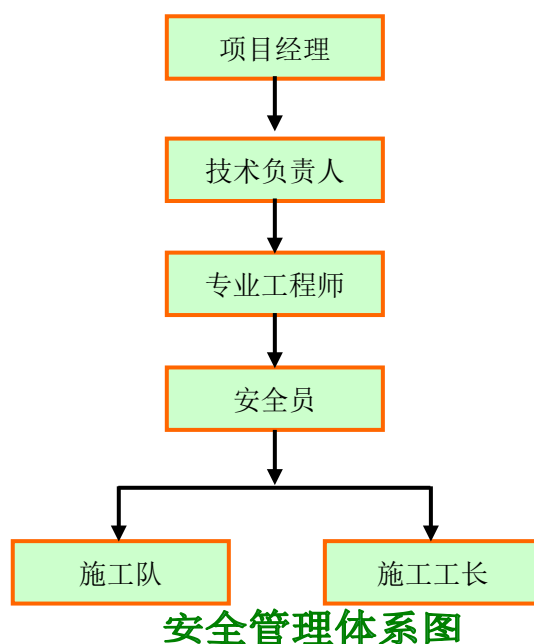 项目经理
技术负责人
专业工程师
安全员
施工队
施工工长
安全管理体系图